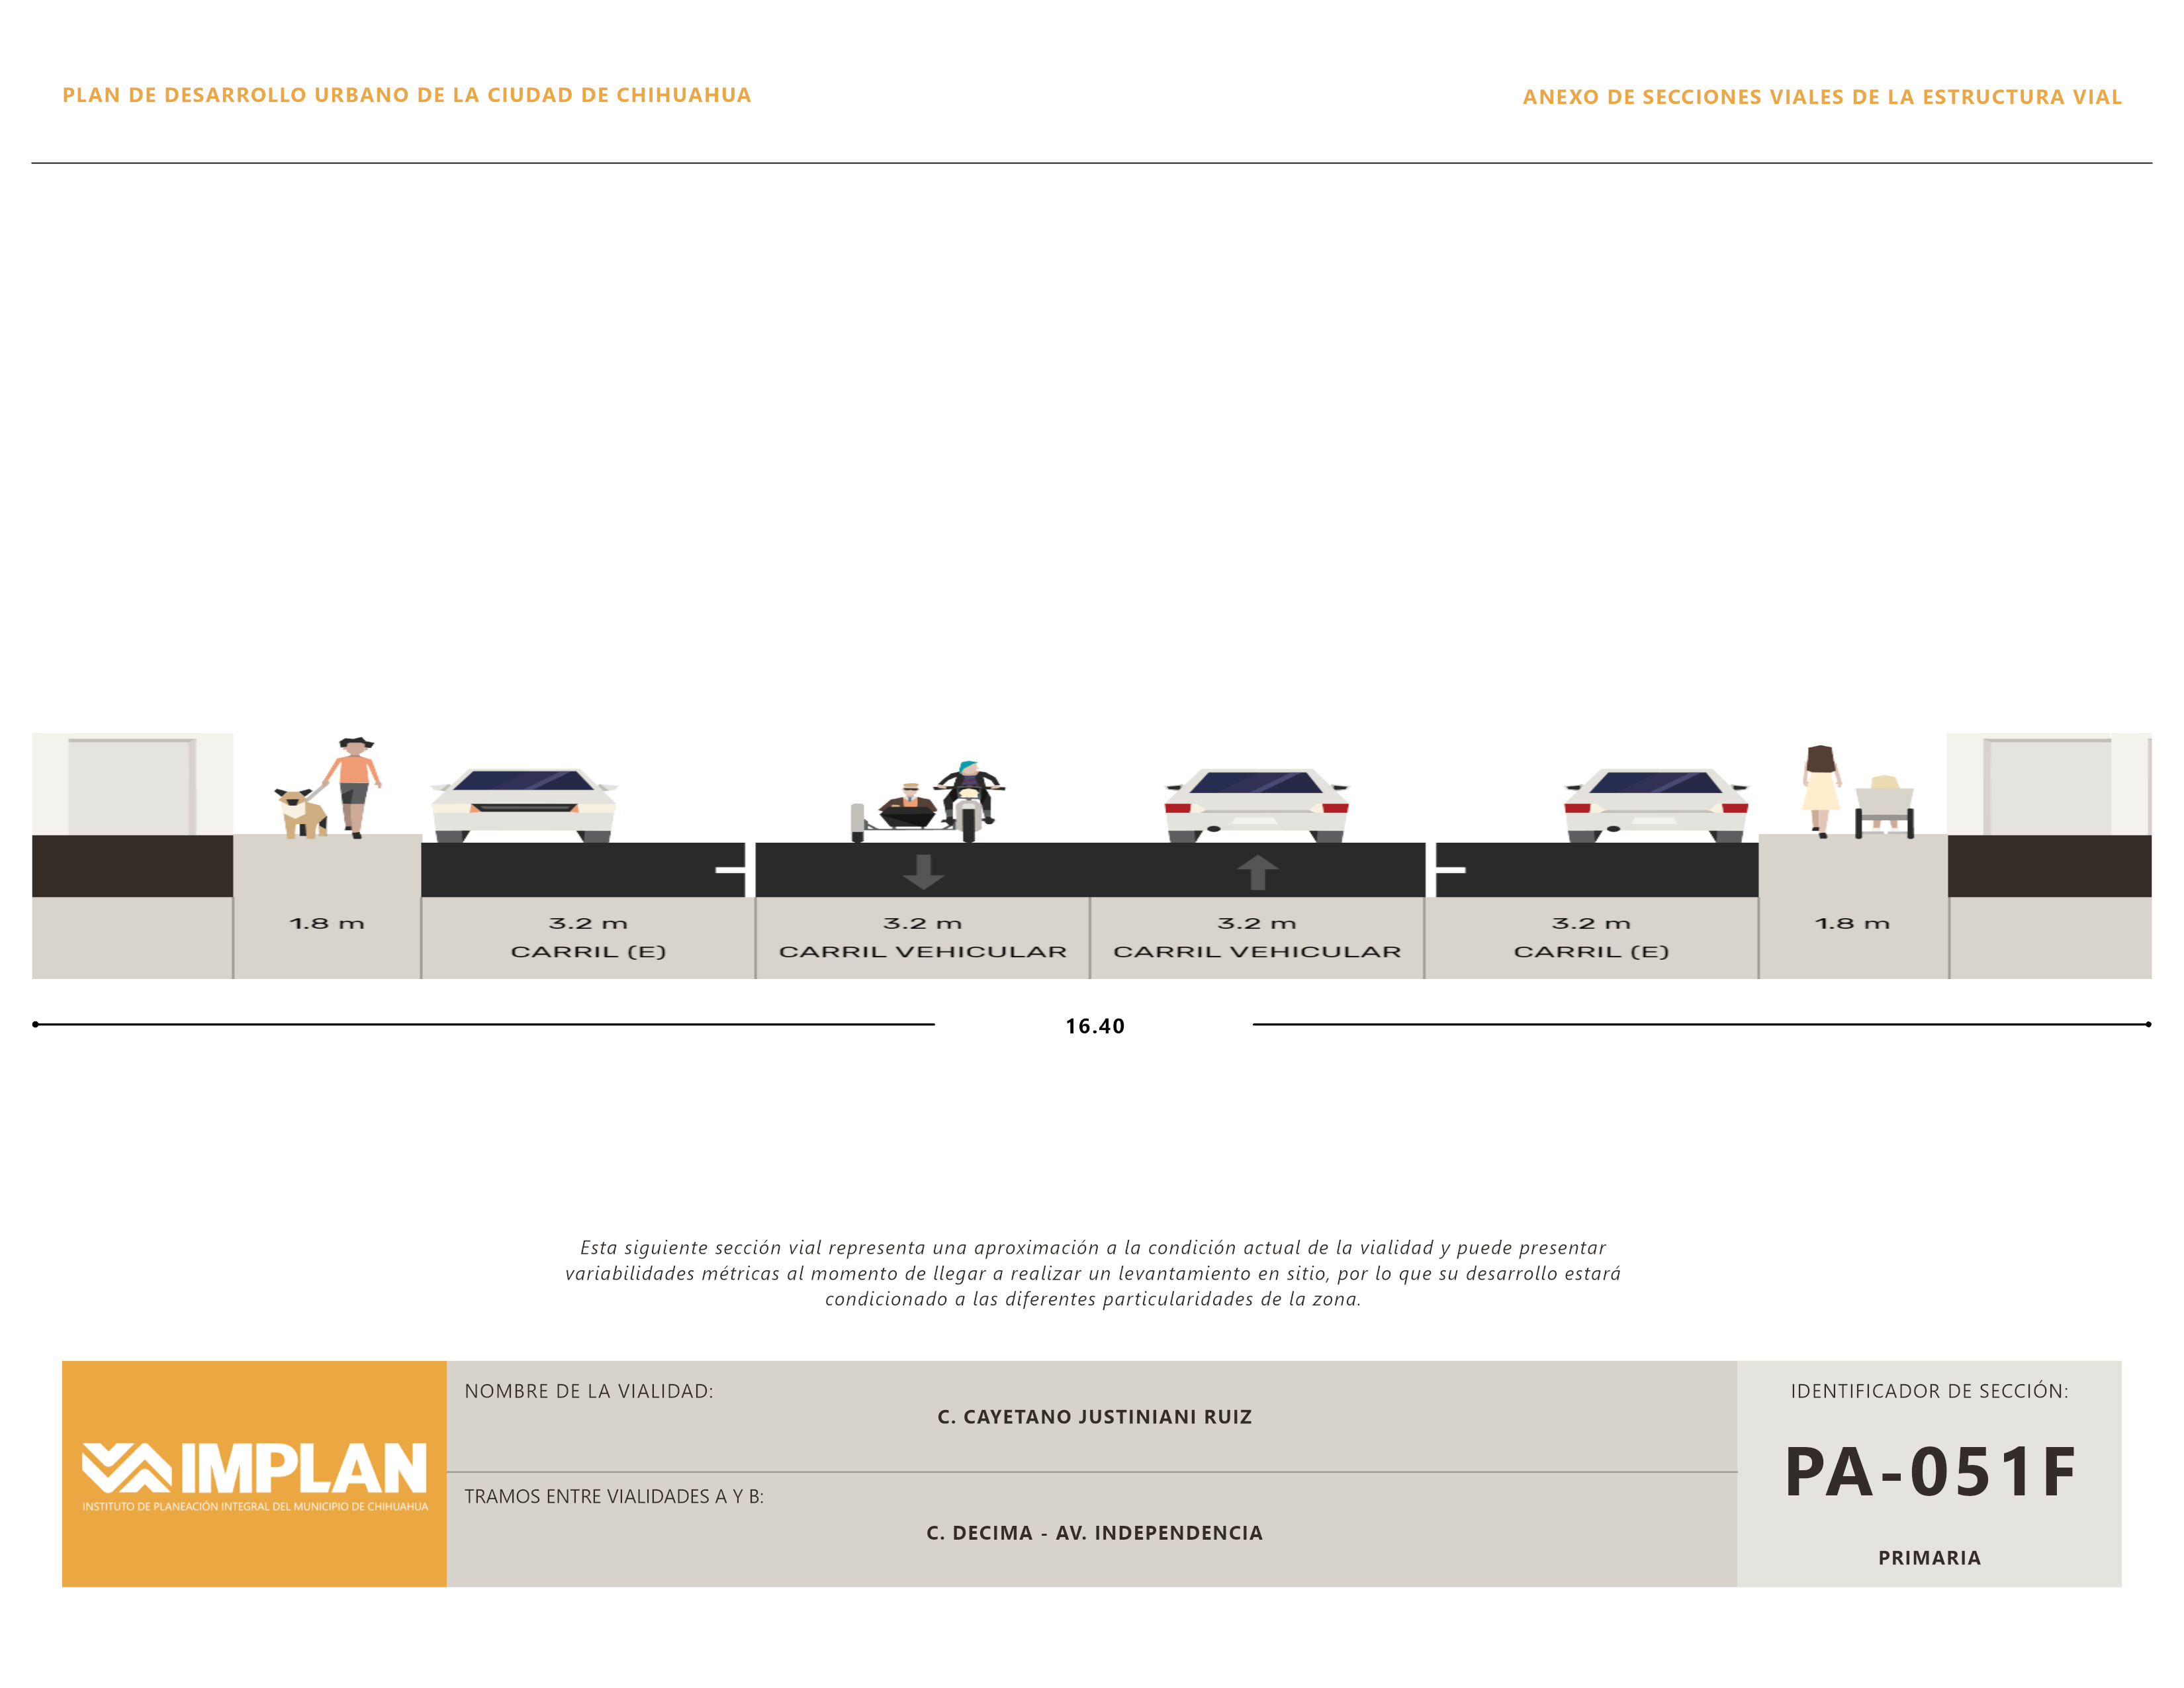 PLAN DE DESARROLLO URBANO DE LA CIUDAD DE CHIHUAHUA
ANEXO DE SECCIONES VIALES DE LA ESTRUCTURA VIAL
1.8 m
3.2 m
CARRIL (E)
3.2 m
CARRIL VEHICULAR
3.2 m
CARRIL VEHICULAR
3.2 m
CARRIL (E)
1.8 m
16.40
Esta siguiente sección vial representa una aproximación a la condición actual de la vialidad y puede presentar
variabilidades métricas al momento de llegar a realizar un levantamiento en sitio, por lo que su desarrollo estará
condicionado a las diferentes particularidades de la zona.
IMPLAN
INSTITUTO DE PLANEACIÓN INTEGRAL DEL MUNICIPIO DE CHIHUAHUA
NOMBRE DE LA VIALIDAD:
C. CAYETANO JUSTINIANI RUIZ
TRAMOS ENTRE VIALIDADES A Y B:
C. DECIMA - AV. INDEPENDENCIA
IDENTIFICADOR DE SECCIÓN:
PA-051F
PRIMARIA